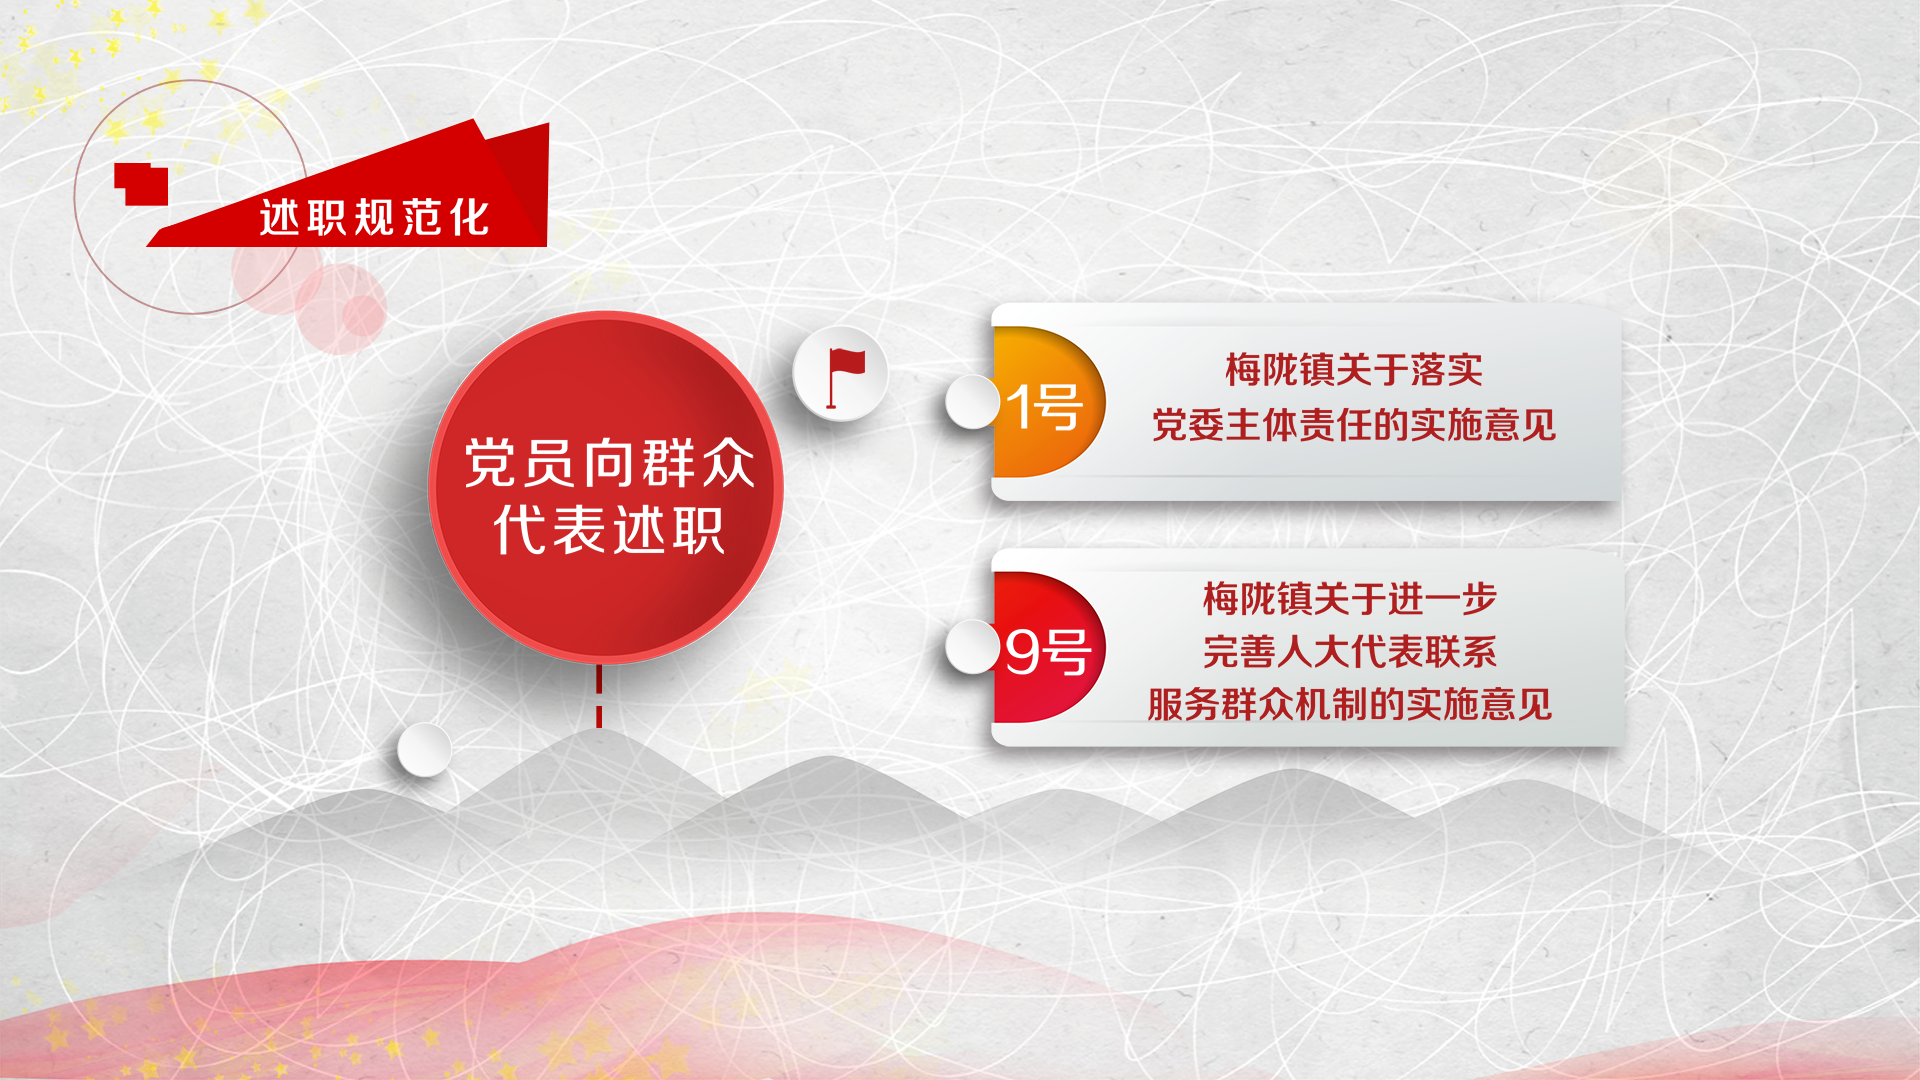 述职规范化
党员向群众
代表述职
1号
梅陇镇关于落实
党委主体责任的实施意见
9号
梅陇镇关于进一步
完善人大代表联系
服务群众机制的实施意见